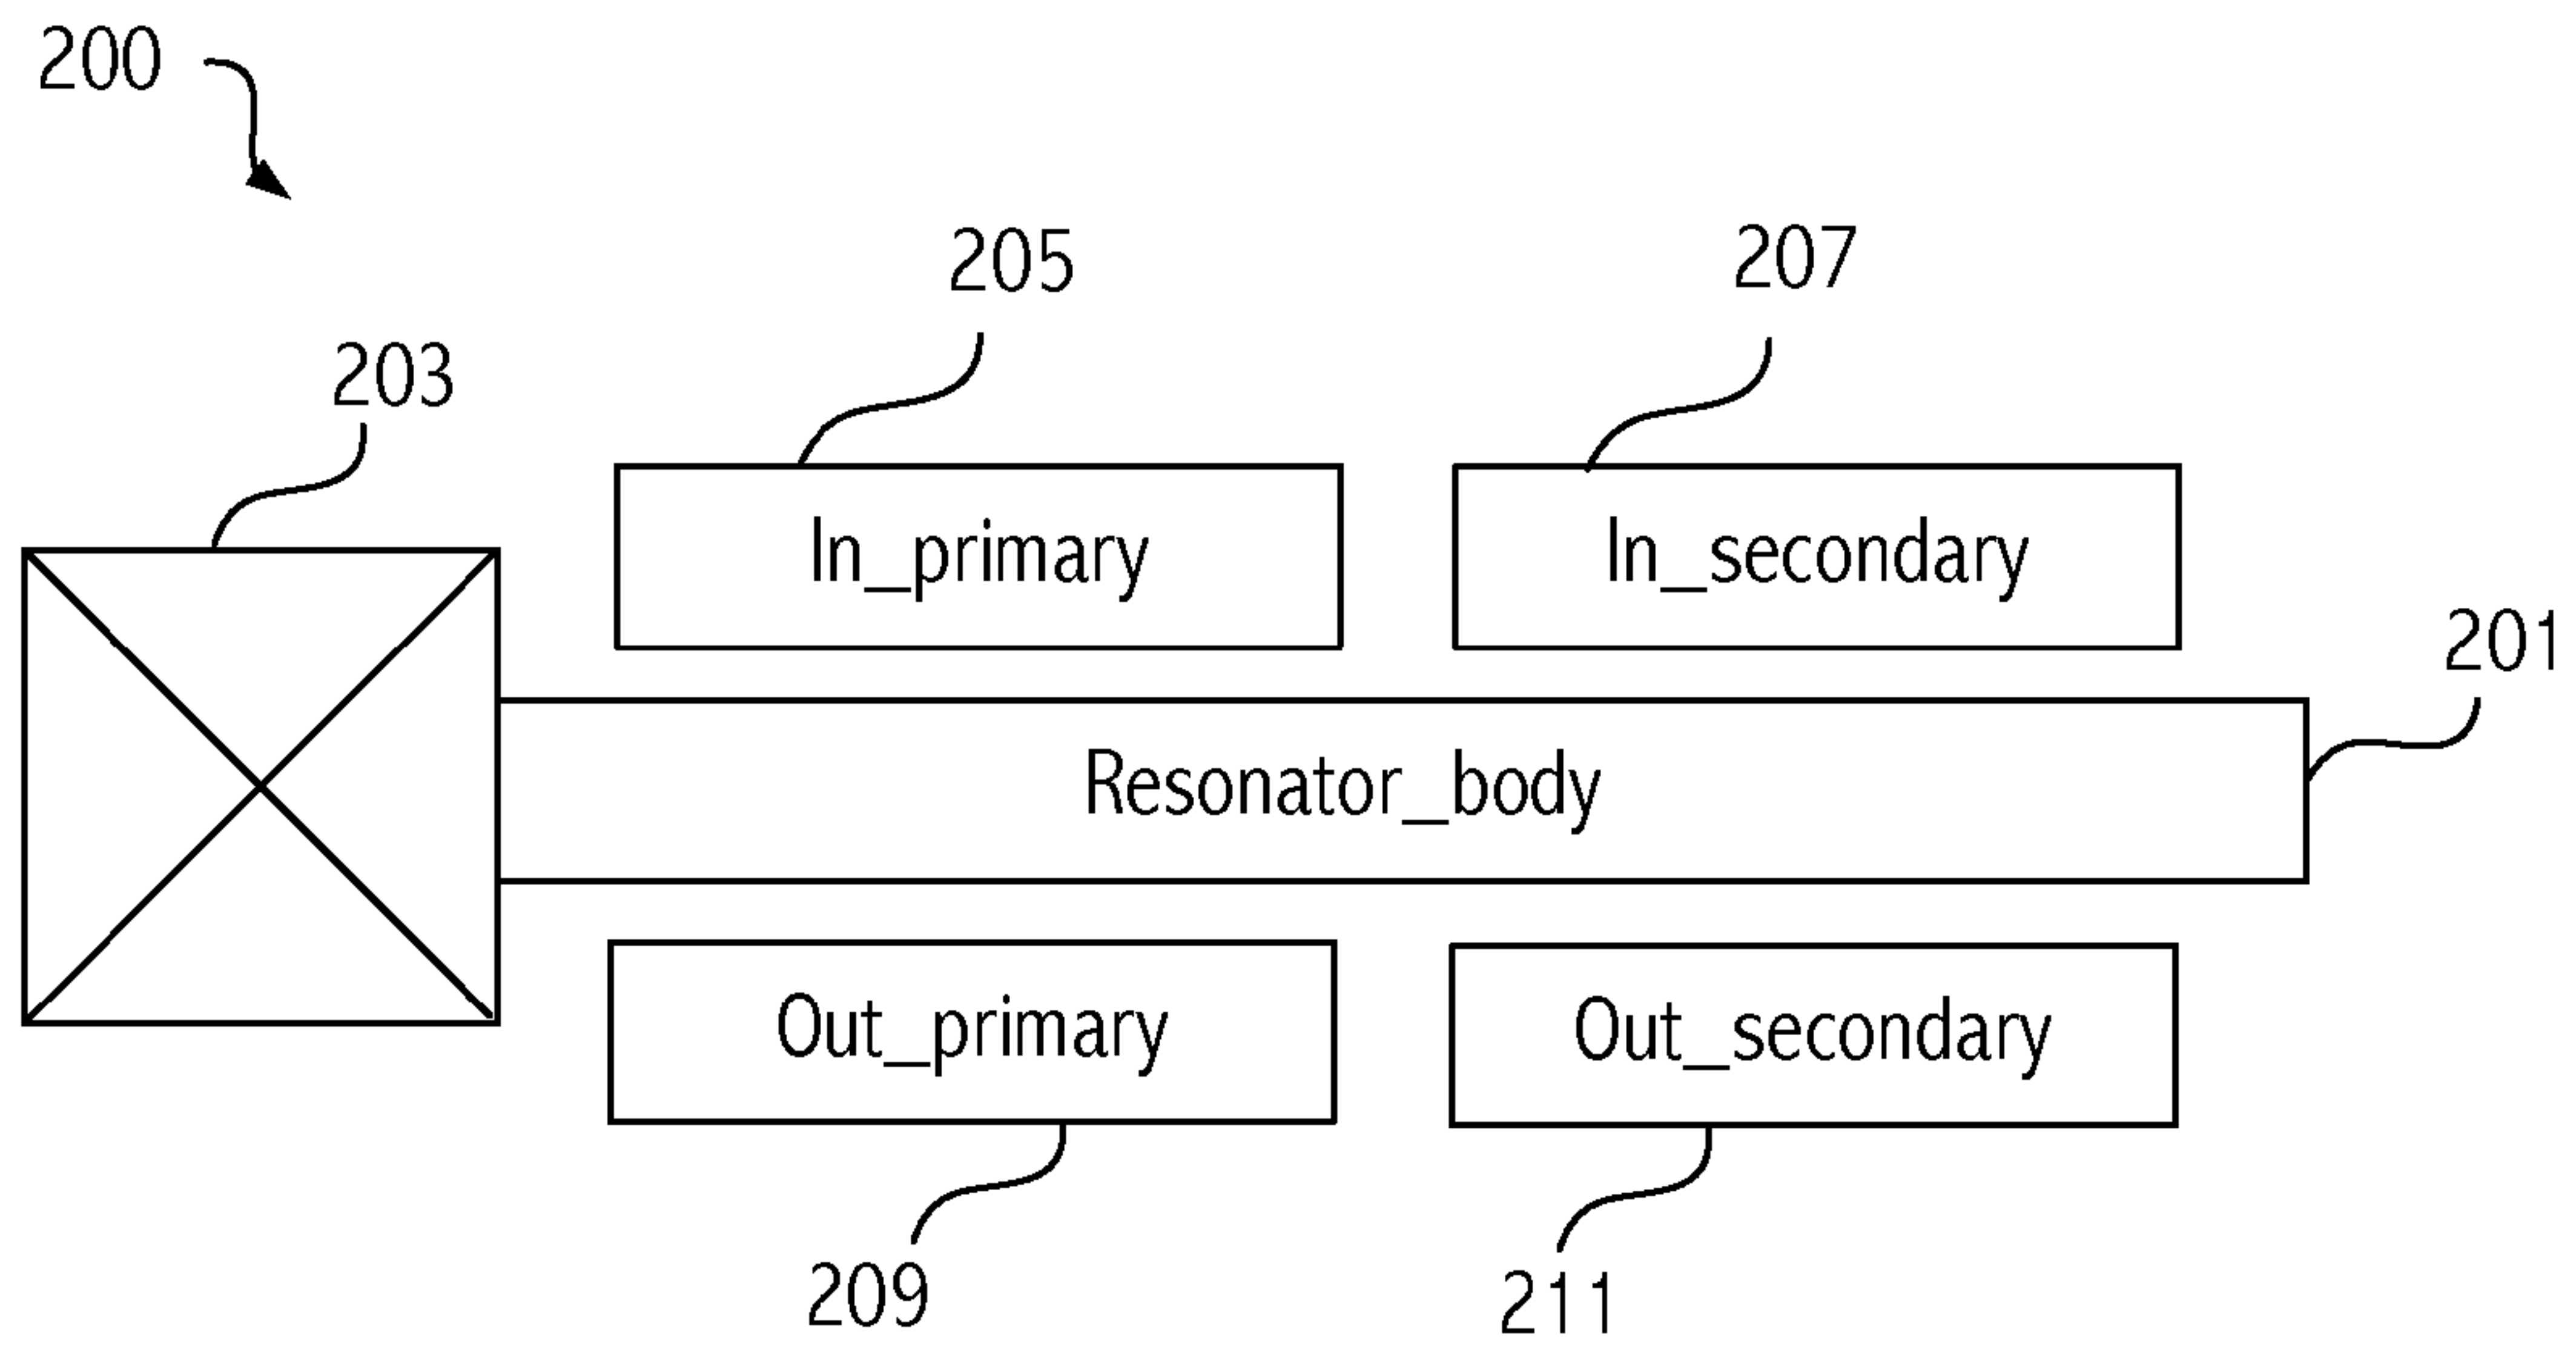 200
205
207
203
In_primary
In_secondary
201
Resonator_body
Out_primary
Out_secondary
209
211